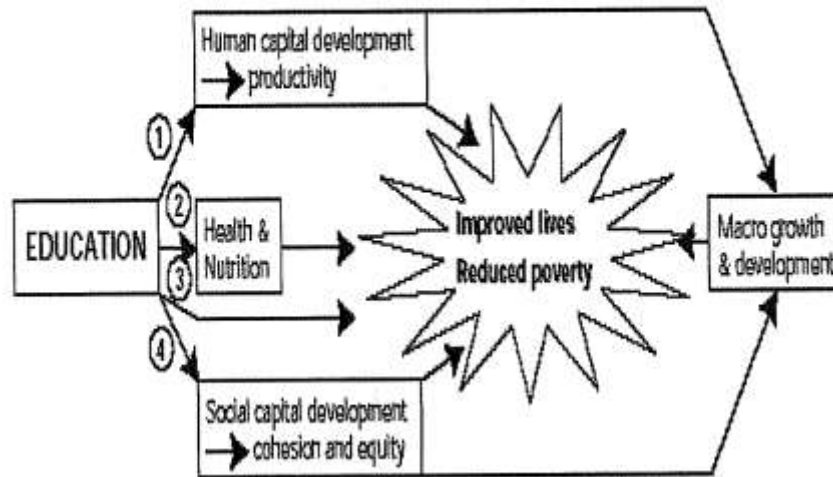 Human capital development
productivity
1
2
EDUCATION
Health &
Nutrition
3
4
Improved lives
Reduced poverty
Macro growth
& development
Social capital development
cohesion and equity